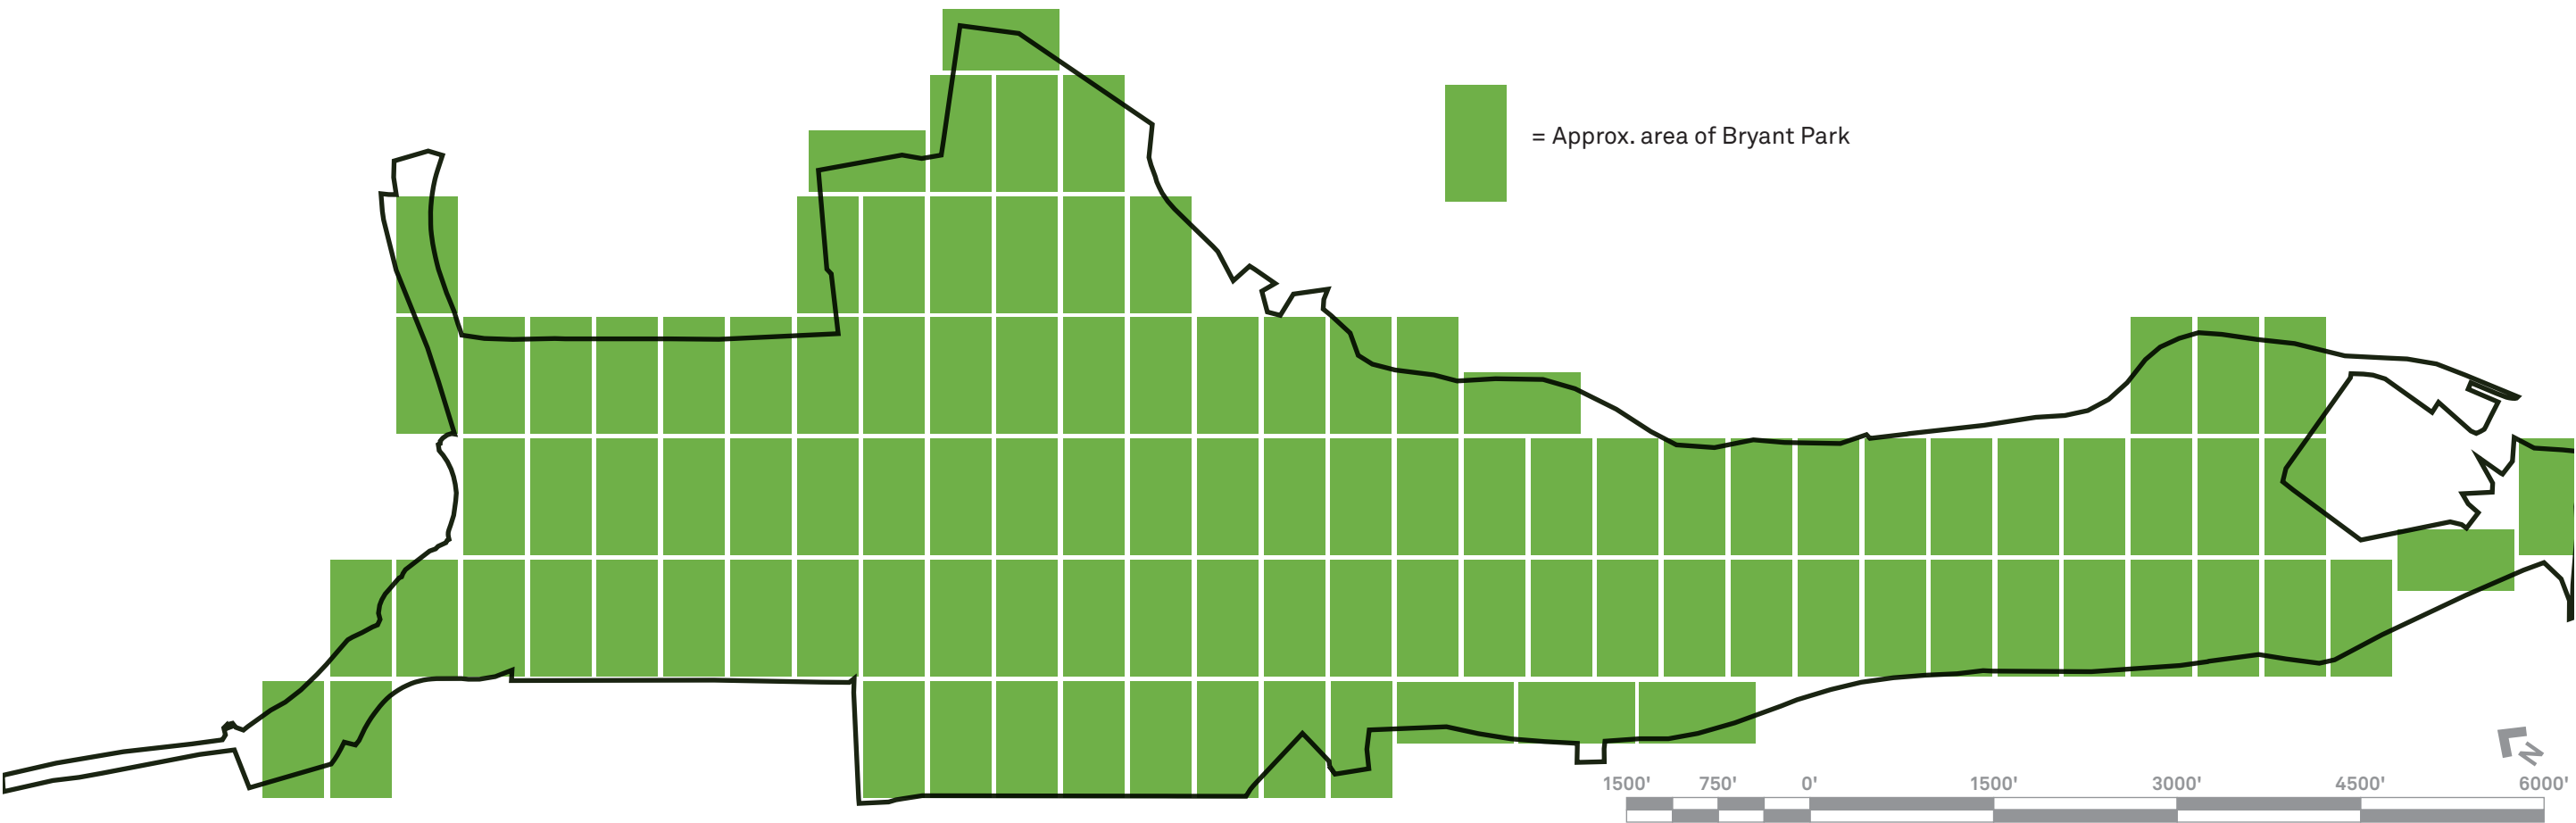 = Approx. area of Bryant Park
N
1500' 750' 0' 1500' 3000' 4500' 6000'